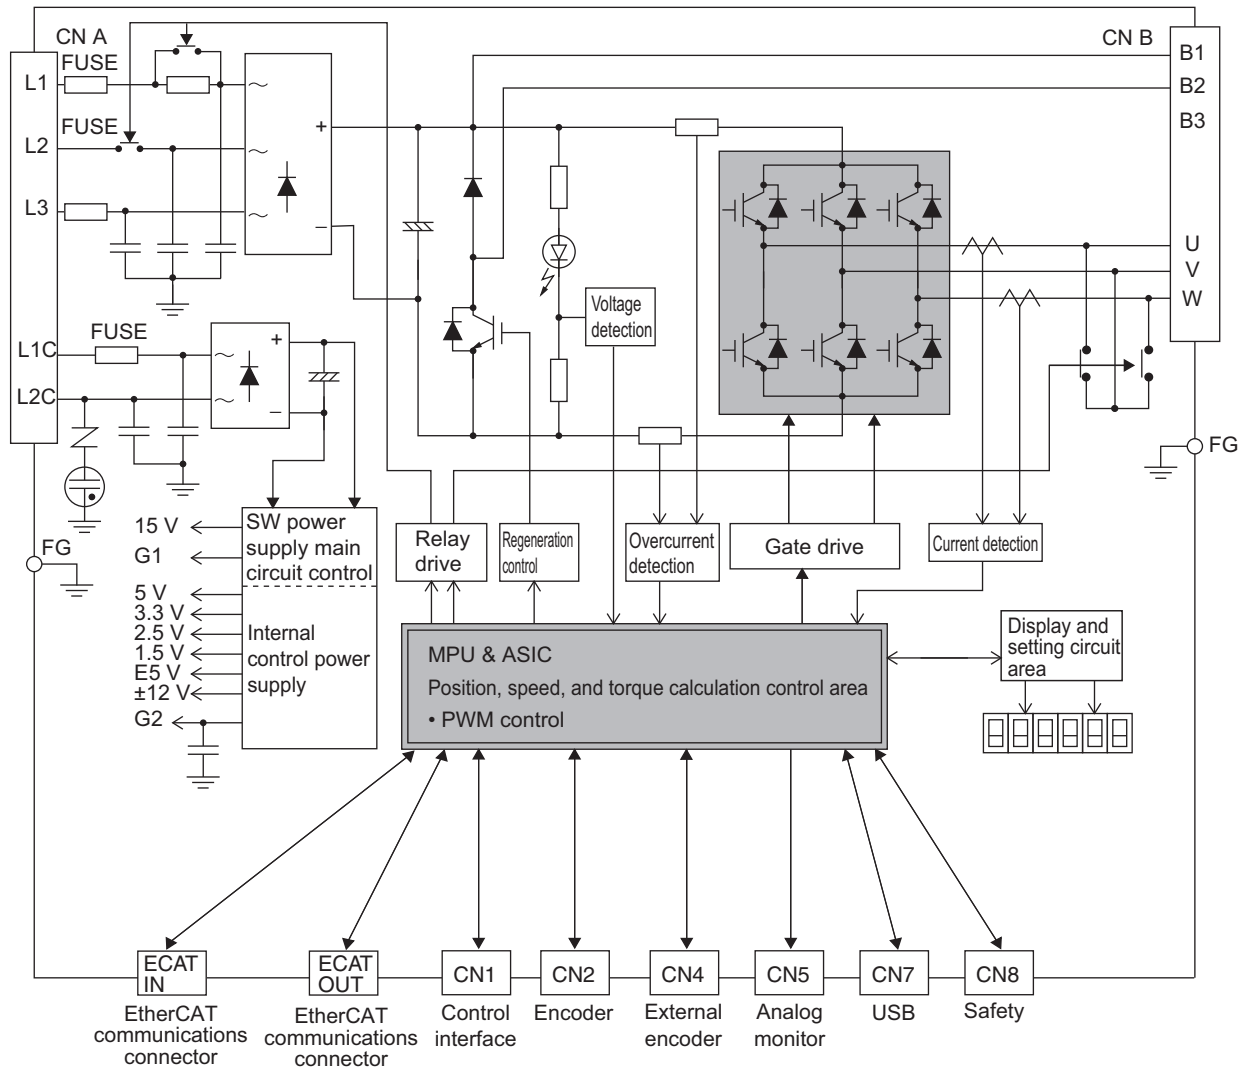 CN A
CN B
FUSE
L1
B1
B2
B3
FUSE
L2
L3
U
V
W
Voltage
detection
FUSE
L1C
L2C
+
−
+
−
FG
FG
15 V
G1
5 V
3.3 V
2.5 V
1.5 V
E5 V
±12 V
G2
SW power
supply main
circuit control
Internal
control power
supply
Relay
drive
Regeneration
control
Overcurrent
detection
Gate drive
Current detection
MPU & ASIC
Position, speed, and torque calculation control area
• PWM control
Display and
setting circuit
area
ECAT
IN
ECAT
OUT
CN1
CN2
CN4
CN5
CN7
CN8
EtherCAT
communications
connector
EtherCAT
communications
connector
Control
interface
Encoder
External
encoder
Analog
monitor
USB
Safety